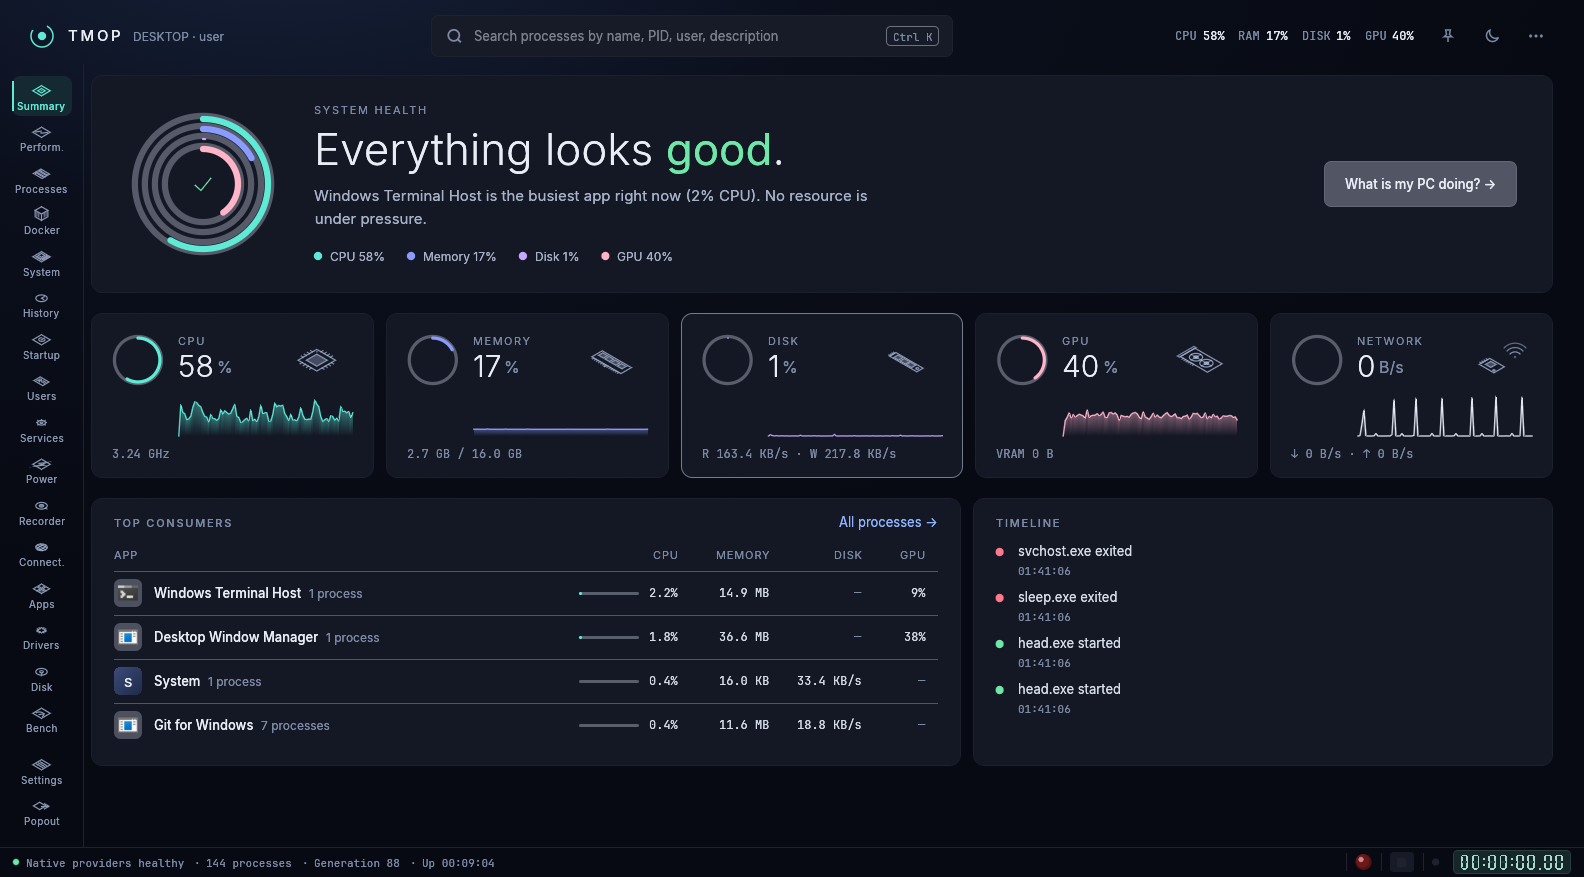 TMOP DESKTOP · user
Search processes by name, PID, user, description Ctrl K
CPU 58% RAM 17% DISK 1% GPU 40%
Summary
Perform.
Processes
Docker
System
History
Startup
Users
Services
Power
Recorder
Connect.
Apps
Drivers
Disk
Bench
Settings
Popout
SYSTEM HEALTH
Everything looks good.
Windows Terminal Host is the busiest app right now (2% CPU). No resource is
under pressure.
CPU 58% Memory 17% Disk 1% GPU 40%
What is my PC doing? →
CPU
58 %
3.24 GHz
MEMORY
17 %
2.7 GB / 16.0 GB
DISK
1 %
R 163.4 KB/s · W 217.8 KB/s
GPU
40 %
VRAM 0 B
NETWORK
0 B/s
↓ 0 B/s · ↑ 0 B/s
TOP CONSUMERS All processes →
APP CPU MEMORY DISK GPU
Windows Terminal Host 1 process 2.2% 14.9 MB — 9%
Desktop Window Manager 1 process 1.8% 36.6 MB — 38%
S System 1 process 0.4% 16.0 KB 33.4 KB/s —
Git for Windows 7 processes 0.4% 11.6 MB 18.8 KB/s —
TIMELINE
svchost.exe exited
01:41:06
sleep.exe exited
01:41:06
head.exe started
01:41:06
head.exe started
01:41:06
Native providers healthy · 144 processes · Generation 88 · Up 00:09:04
00:00:00.00